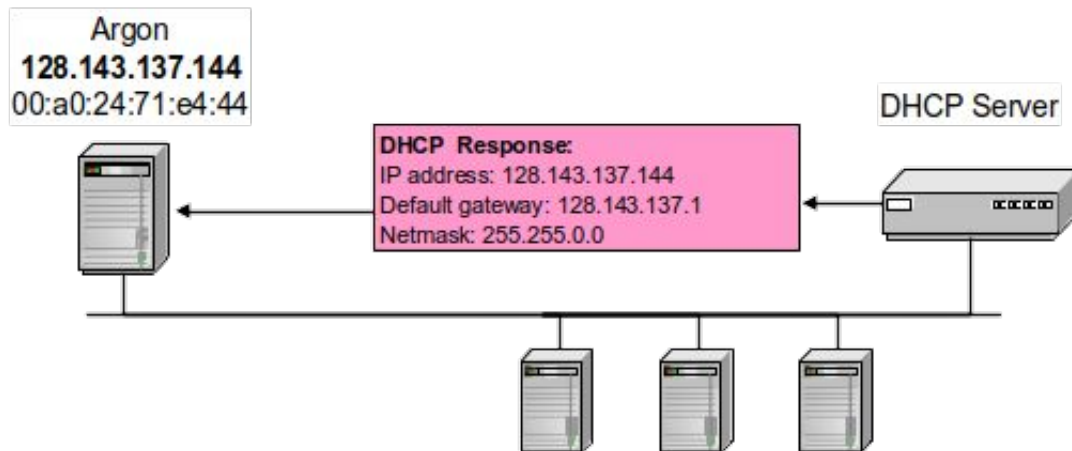 Argon
128.143.137.144
00:a0:24:71:e4:44
DHCP Server
DHCP Response:
IP address: 128.143.137.144
Default gateway: 128.143.137.1
Netmask: 255.255.0.0